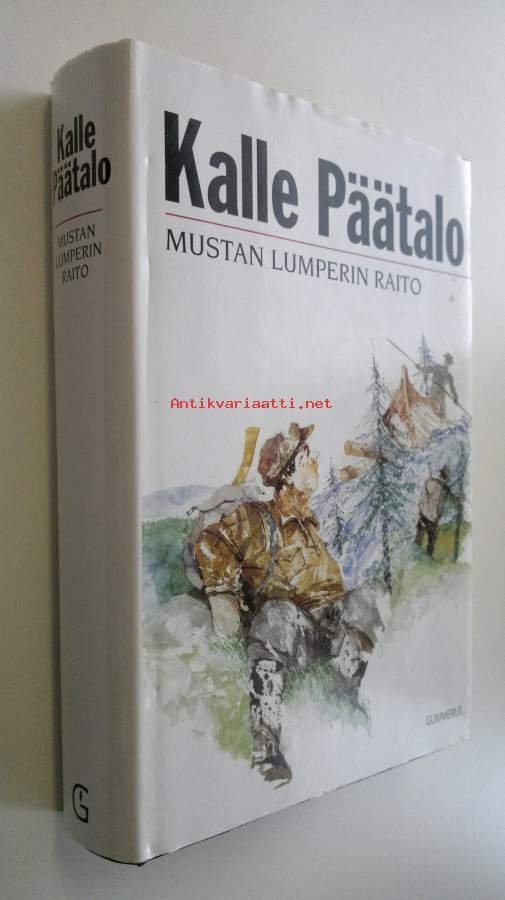 Kalle
Päätalo
MUSTAN
LUMPERIN
RAITO
G
Kalle Päätalo
MUSTAN LUMPERIN RAITO
Antikvariaatti.net
GUMMERUS